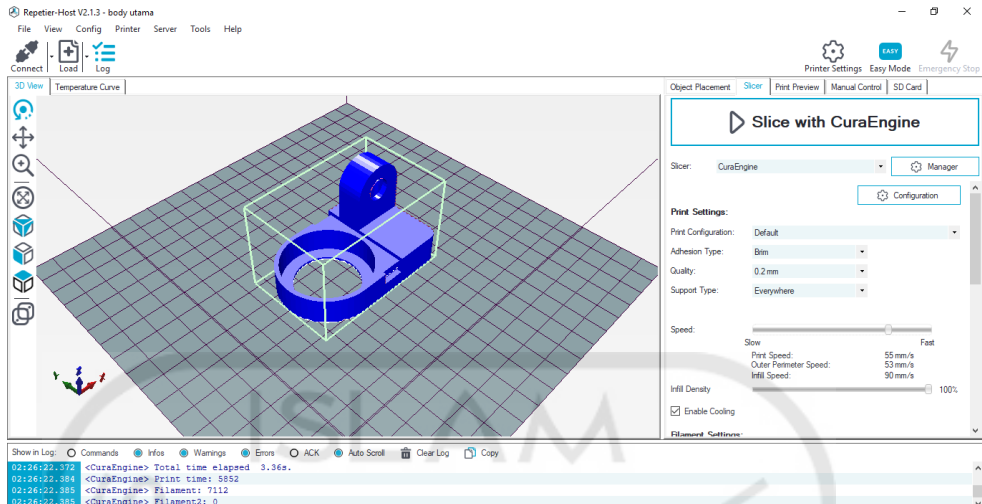 Repetier-Host V2.1.3 - body utama
File View Config Printer Server Tools Help
Connect Load Log Printer Settings Easy Mode Emergency Stop
EASY
3D View Temperature Curve
Object Placement Slicer Print Preview Manual Control SD Card
Slice with CuraEngine
Slicer: CuraEngine Manager
Configuration
Print Settings:
Print Configuration: Default
Adhesion Type: Brim
Quality: 0.2 mm
Support Type: Everywhere
Speed:
Slow Fast
Print Speed: 55 mm/s
Outer Perimeter Speed: 53 mm/s
Infill Speed: 90 mm/s
Infill Density 100%
Enable Cooling
Filament Settings:
ISLAM
Show in Log: Commands Infos Warnings Errors ACK Auto Scroll Clear Log Copy
02:26:22.372 <CuraEngine> Total time elapsed 3.36s.
02:26:22.384 <CuraEngine> Print time: 5852
02:26:22.385 <CuraEngine> Filament: 7112
02:26:22.385 <CuraEngine> Filament2: 0